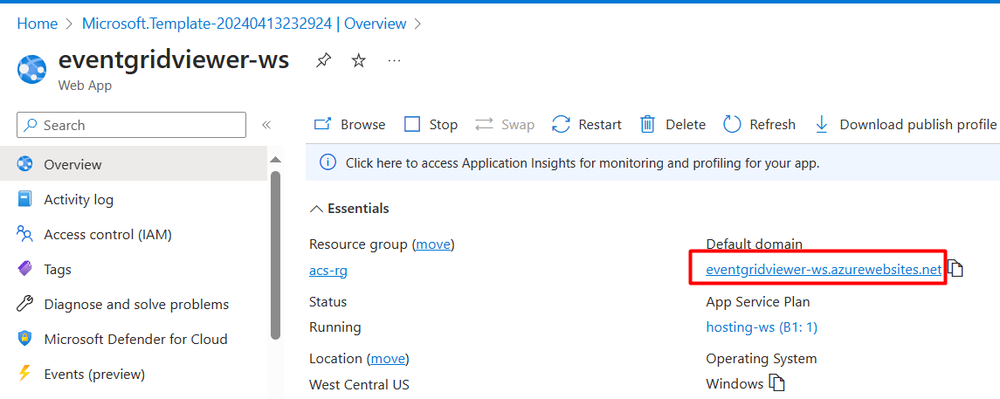 Home > Microsoft.Template-20240413232924 | Overview >
eventgridviewer-ws
Web App
Search
Browse Stop Swap Restart Delete Refresh Download publish profile
Click here to access Application Insights for monitoring and profiling for your app.
Overview
Activity log
Access control (IAM)
Tags
Diagnose and solve problems
Microsoft Defender for Cloud
Events (preview)
Essentials
Resource group (move)
acs-rg
Status
Running
Location (move)
West Central US
Default domain
eventgridviewer-ws.azurewebsites.net
App Service Plan
hosting-ws (B1: 1)
Operating System
Windows